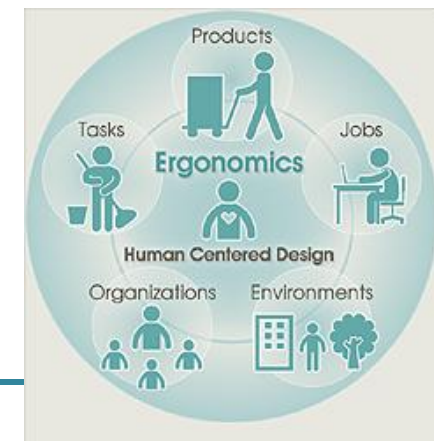 Products
Tasks
Jobs
Ergonomics
Human Centered Design
Organizations
Environments